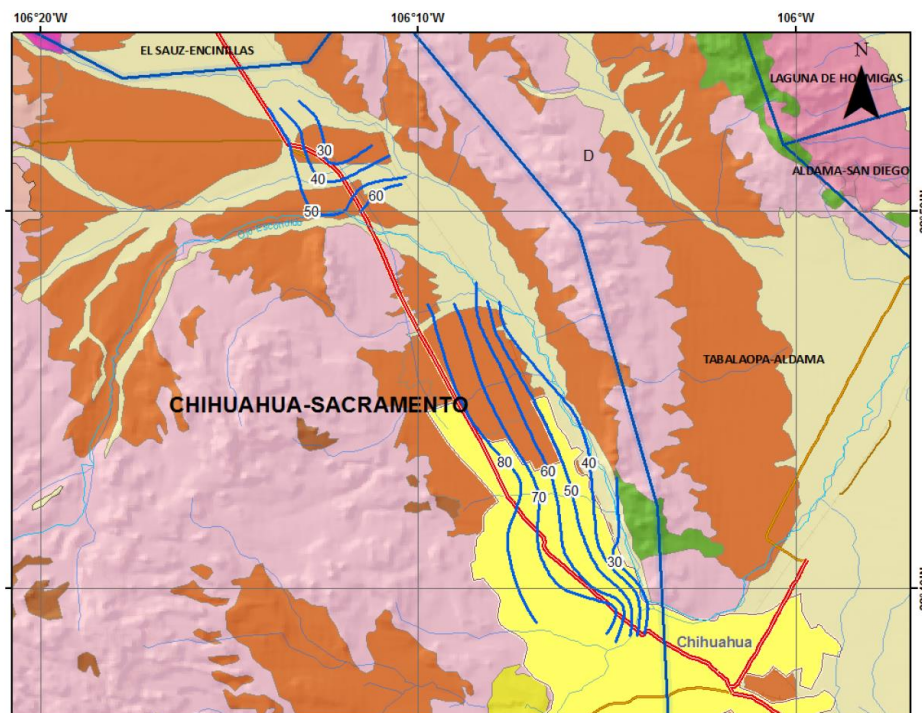 106°20'W
106°10'W
106°W
EL SAUZ-ENCINILLAS
N
LAGUNA DE HORMIGAS
D
ALDAMA-SAN DIEGO
30
40
60
50
TABALAOPA-ALDAMA
CHIHUAHUA-SACRAMENTO
80
60
40
70
50
30
Chihuahua